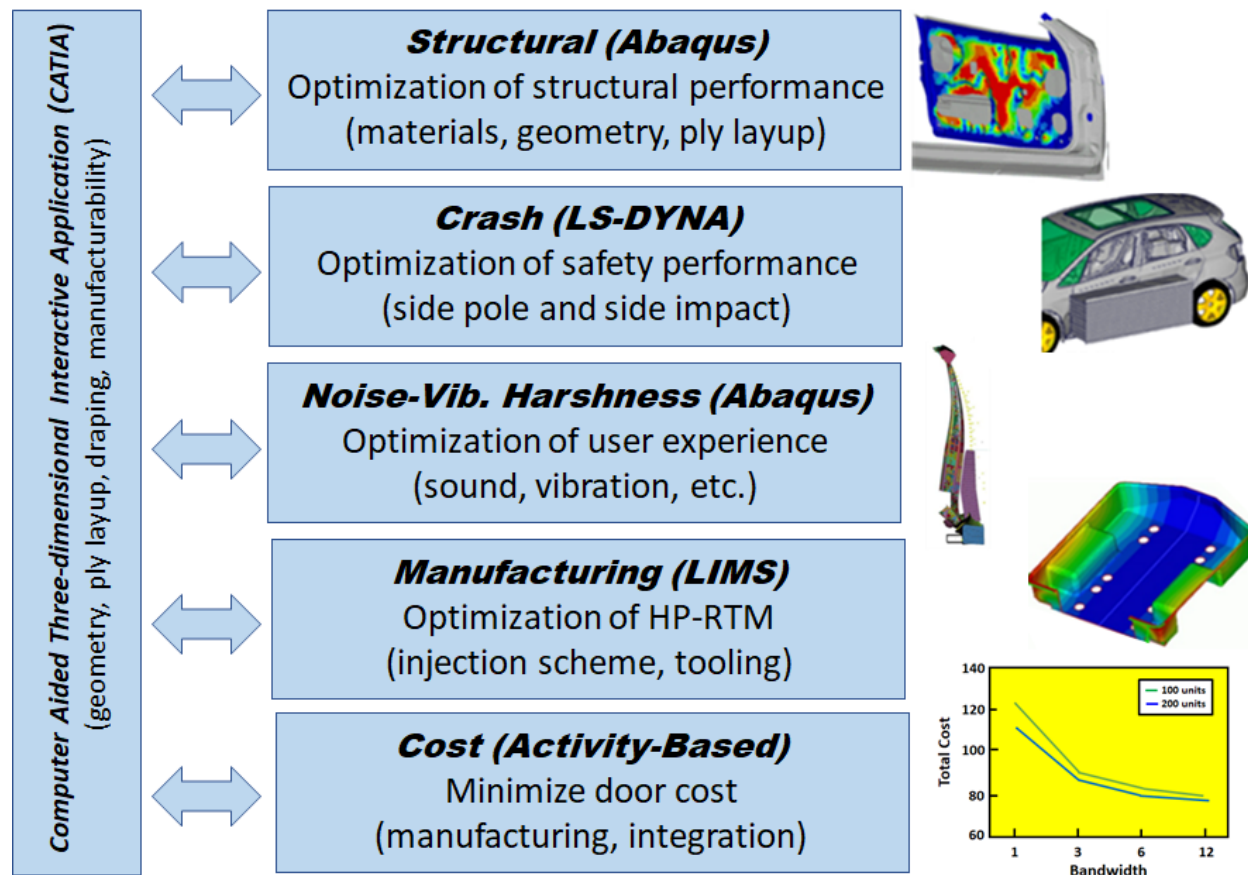 Computer Aided Three-dimensional Interactive Application (CATIA)
(geometry, ply layup, draping, manufacturability)
Structural (Abaqus)
Optimization of structural performance
(materials, geometry, ply layup)
Crash (LS-DYNA)
Optimization of safety performance
(side pole and side impact)
Noise-Vib. Harshness (Abaqus)
Optimization of user experience
(sound, vibration, etc.)
Manufacturing (LIMS)
Optimization of HP-RTM
(injection scheme, tooling)
Cost (Activity-Based)
Minimize door cost
(manufacturing, integration)
140
120
100
80
60
Total Cost
100 units
200 units
1 3 6 12
Bandwidth